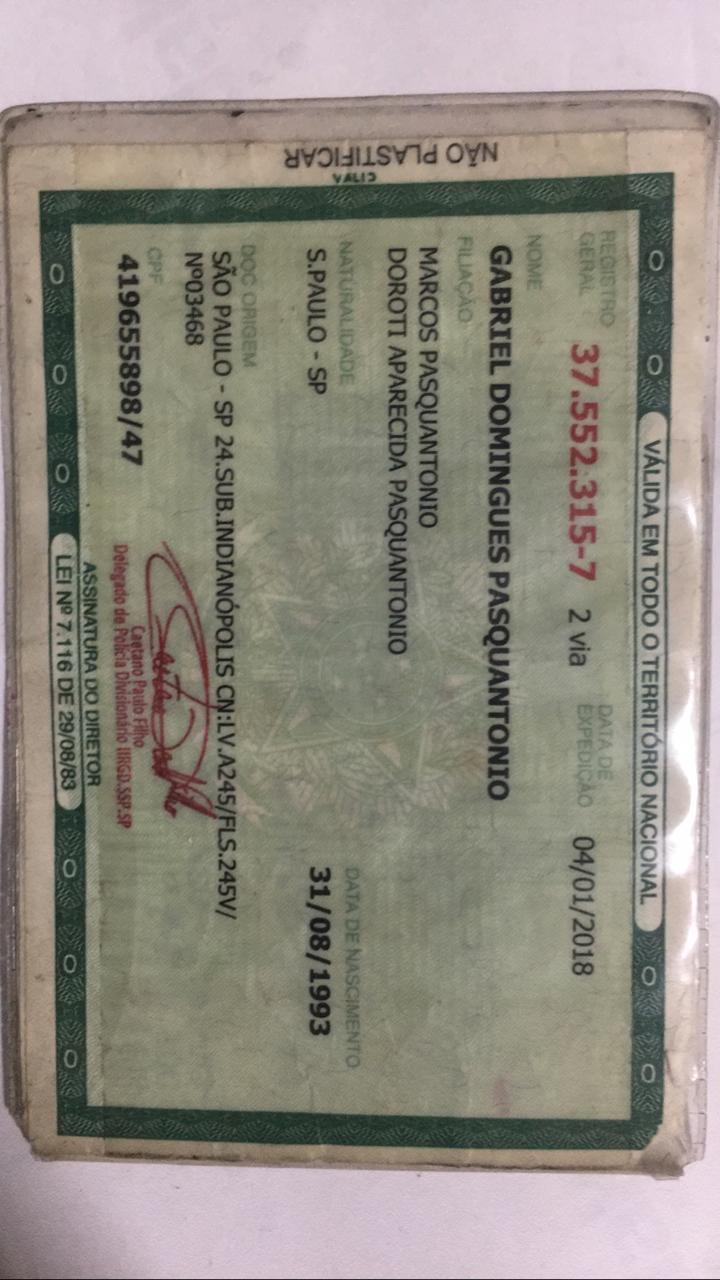 NÃO PLASTIFICAR
VÁLIDA EM TODO O TERRITÓRIO NACIONAL
REGISTRO GERAL 37.552.315-7 2 via DATA DE EXPEDIÇÃO 04/01/2018
NOME
GABRIEL DOMINGUES PASQUANTONIO
FILIAÇÃO
MARCOS PASQUANTONIO
DOROTI APARECIDA PASQUANTONIO
NATURALIDADE DATA DE NASCIMENTO
S.PAULO - SP 31/08/1993
DOC ORIGEM
SÃO PAULO - SP 24.SUB.INDIANÓPOLIS CN:LV.A245/FLS.245V/
Nº03468
CPF
419655898/47
Caetano Paulo Filho
Delegado de Polícia Divisionário IIRGD.SSP.SP
ASSINATURA DO DIRETOR
LEI Nº 7.116 DE 29/08/83